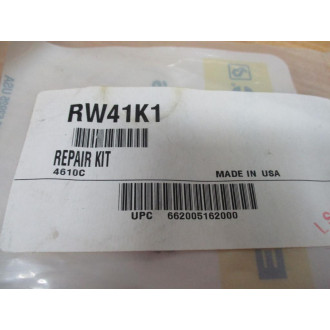 RW41K1
REPAIR KIT
4610C MADE IN USA
UPC 662005162000